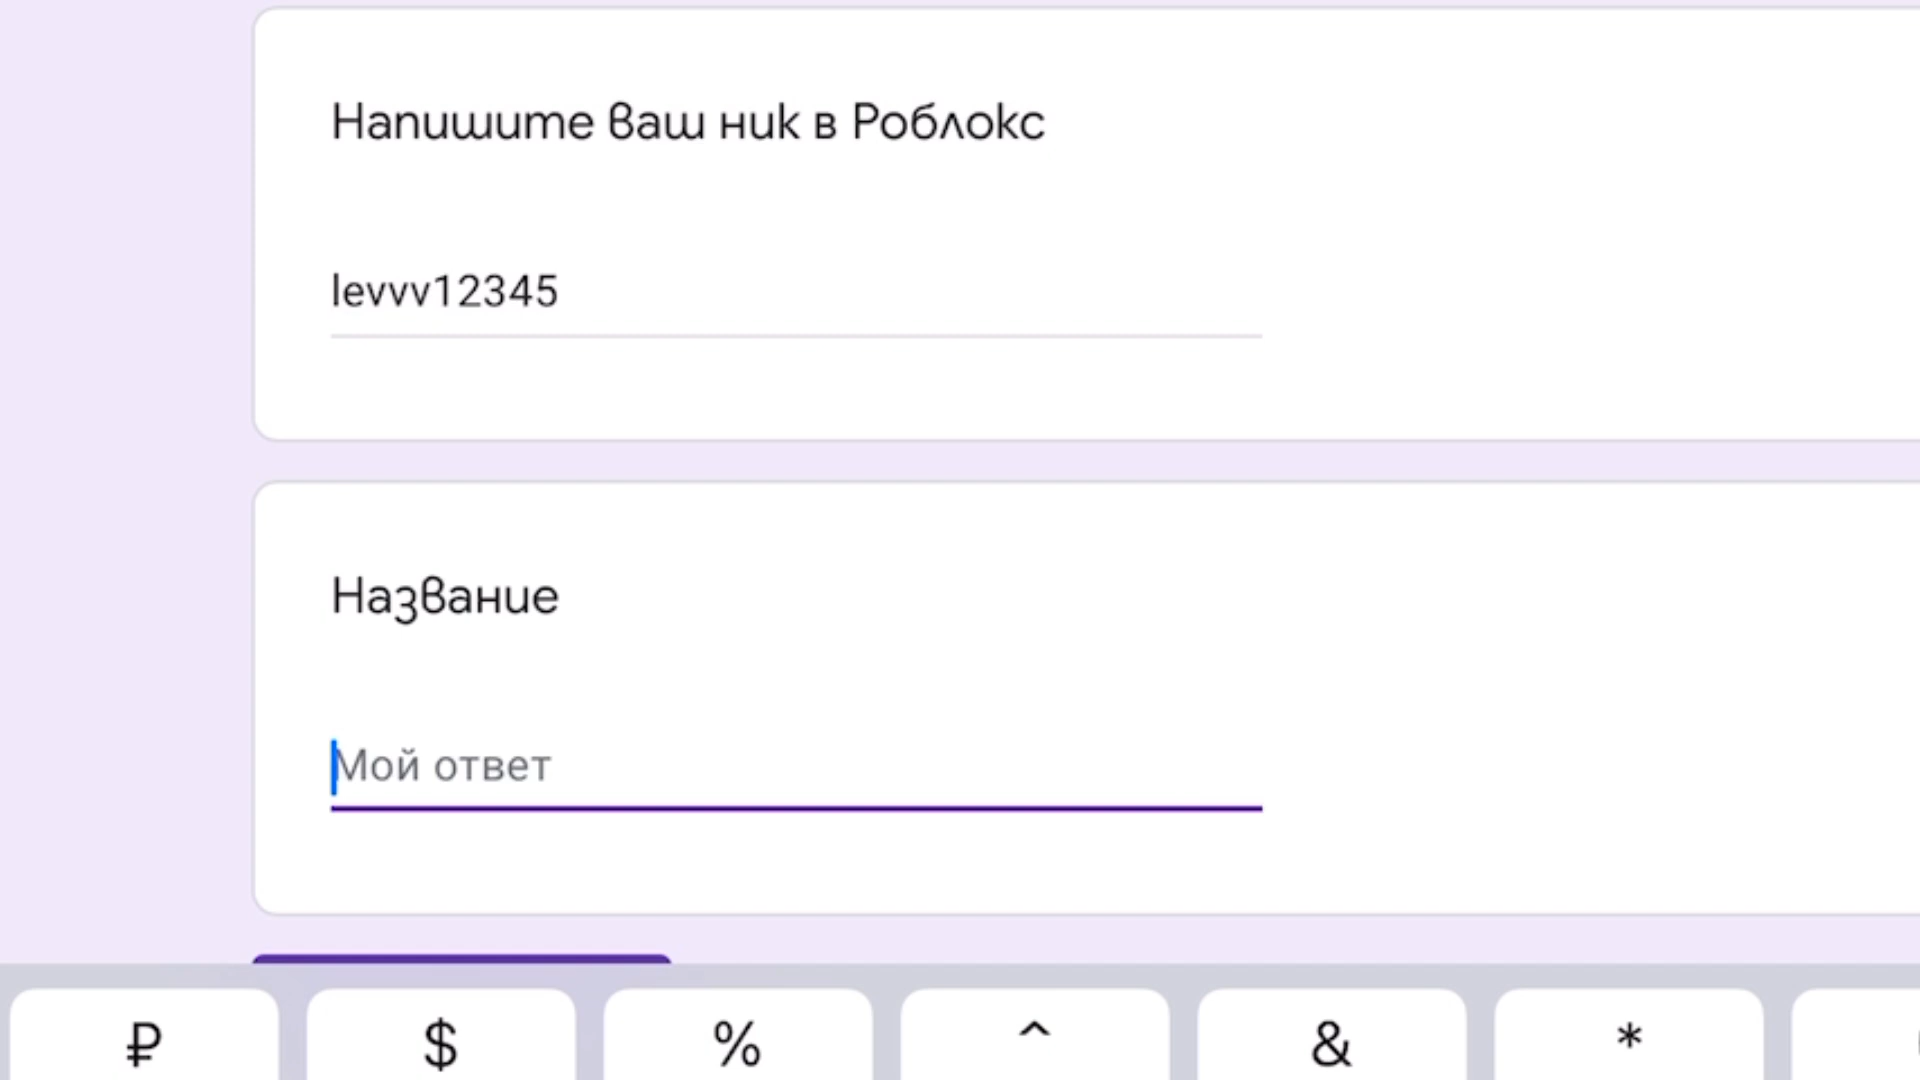 Напишите ваш ник в Роблокс
levvv12345
Название
Мой ответ
₽ $ % ^ & *